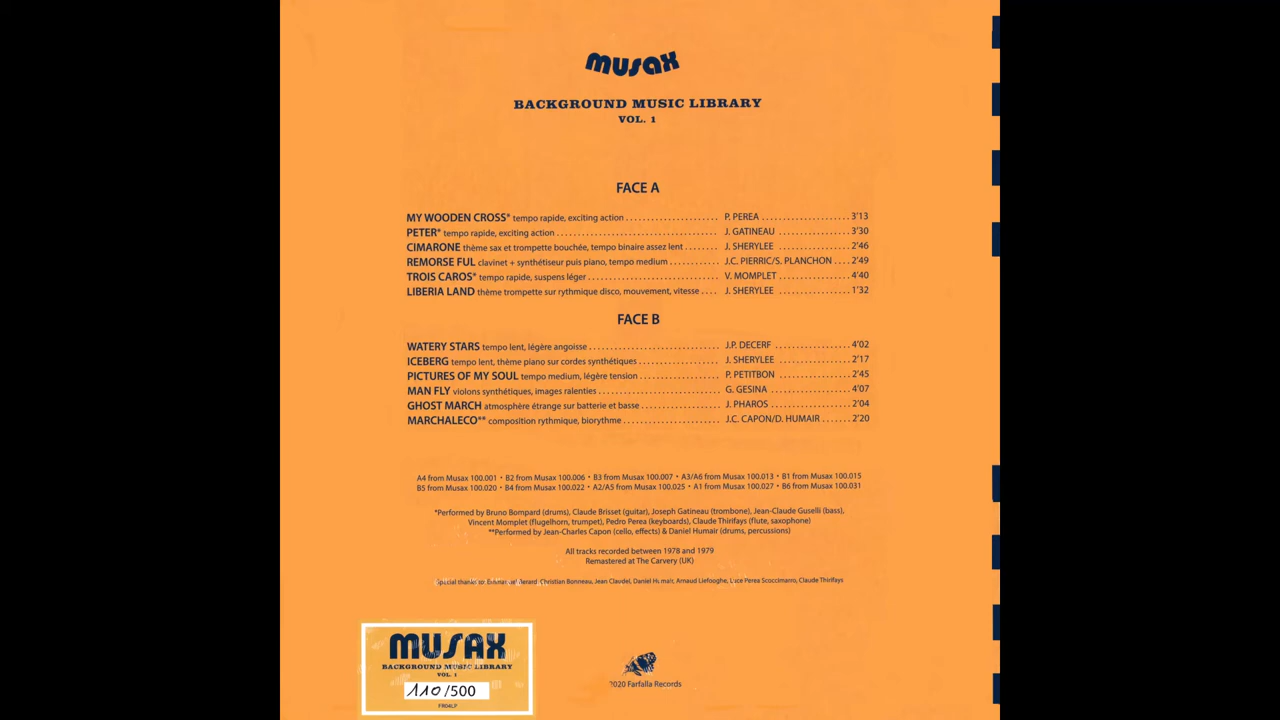 musax
BACKGROUND MUSIC LIBRARY
VOL. 1
FACE A
MY WOODEN CROSS* tempo rapide, exciting action ...................... P. PEREA ...................... 3'13
PETER* tempo rapide, exciting action ...................... J. GATINEAU ................... 3'30
CIMARONE thème sax et trompette bouchée, tempo binaire assez lent ........ J. SHERYLEE ................. 2'46
REMORSE FUL clavinet + synthétiseur puis piano, tempo medium ............ J.C. PIERRIC/S. PLANCHON .... 2'49
TROIS CAROS* tempo rapide, suspens léger ...................... V. MOMPLET ................. 4'40
LIBERIA LAND thème trompette sur rythmique disco, mouvement, vitesse .... J. SHERYLEE ................. 1'32
FACE B
WATERY STARS tempo lent, légère angoisse ...................... J.P. DECERF ................... 4'02
ICEBERG tempo lent, thème piano sur cordes synthétiques .................... J. SHERYLEE ................. 2'17
PICTURES OF MY SOUL tempo medium, légère tension .................... P. PETITBON ................... 2'45
MAN FLY violons synthétiques, images ralenties ...................... G. GESINA ..................... 4'07
GHOST MARCH atmosphère étrange sur batterie et basse .................... J. PHAROS ..................... 2'04
MARCHALECO** composition rythmique, biorythme ...................... J.C. CAPON/D. HUMAIR ....... 2'20
A4 from Musax 100.001 • B2 from Musax 100.006 • B3 from Musax 100.007 • A3/A6 from Musax 100.013 • B1 from Musax 100.015
B5 from Musax 100.020 • B4 from Musax 100.022 • A2/A5 from Musax 100.025 • A1 from Musax 100.027 • B6 from Musax 100.031
*Performed by Bruno Bompard (drums), Claude Brisset (guitar), Joseph Gatineau (trombone), Jean-Claude Guselli (bass),
Vincent Momplet (flugelhorn, trumpet), Pedro Perea (keyboards), Claude Thirifays (flute, saxophone)
**Performed by Jean-Charles Capon (cello, effects) & Daniel Humair (drums, percussions)
All tracks recorded between 1978 and 1979
Remastered at The Carvery (UK)
Special thanks to: Christian Bonneau, Jean Claudel, Daniel Humair, Arnaud Liefooghe, Luce Perea Scoccimarro, Claude Thirifays
MUSAX
BACKGROUND MUSIC LIBRARY
VOL. 1
110/500
FR04LP
2020 Farfalla Records